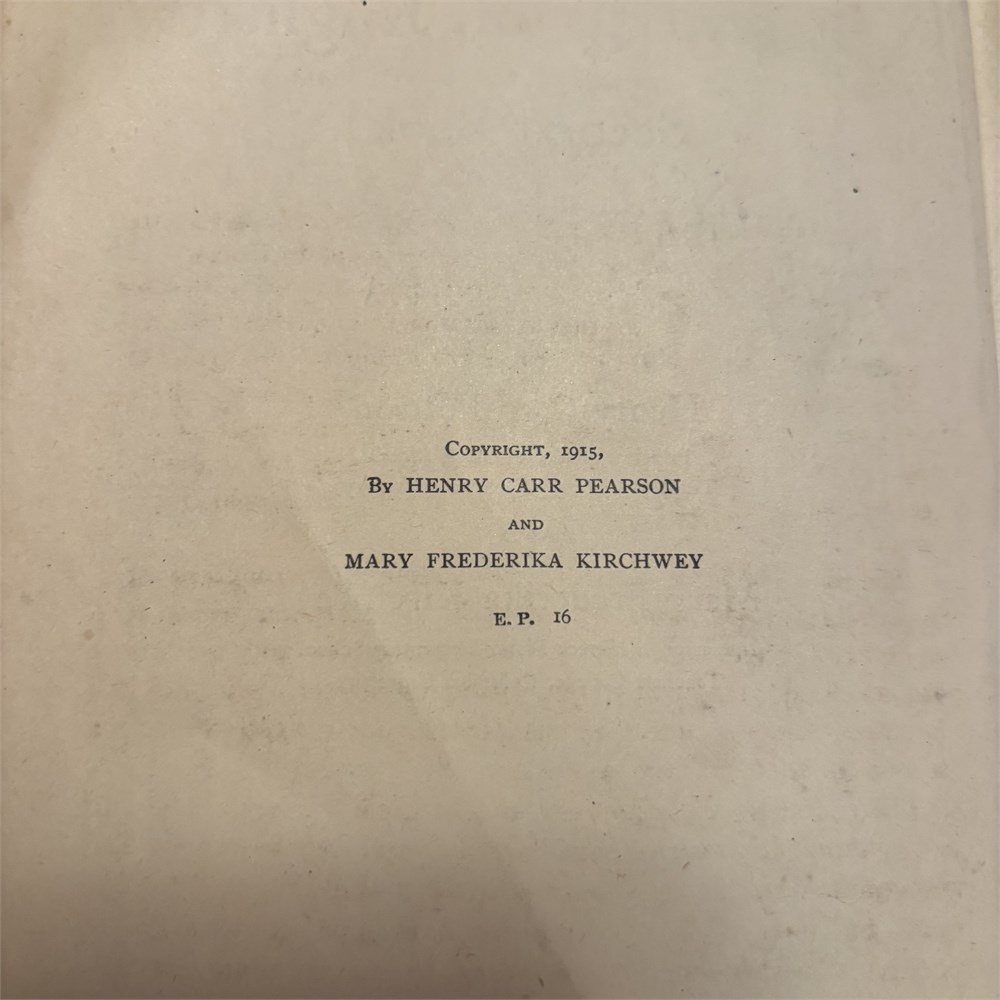 COPYRIGHT, 1915,
BY HENRY CARR PEARSON
AND
MARY FREDERIKA KIRCHWEY
E. P. 16